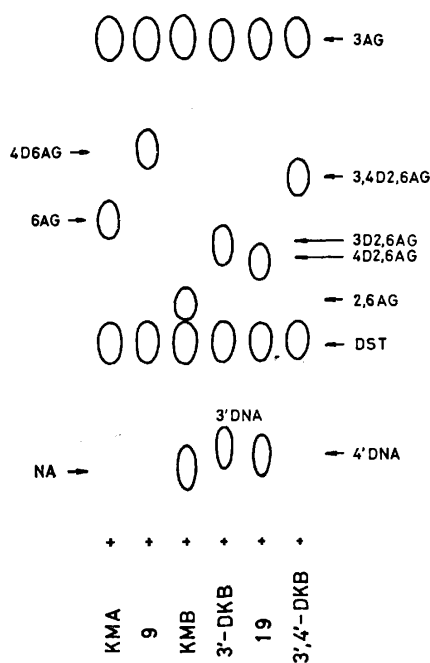 3AG
4D6AG
3,4D2,6AG
6AG
3D2,6AG
4D2,6AG
2,6AG
DST
3'DNA
4'DNA
NA
+ + + + + +
KMA
9
KMB
3'-DKB
19
3',4'-DKB